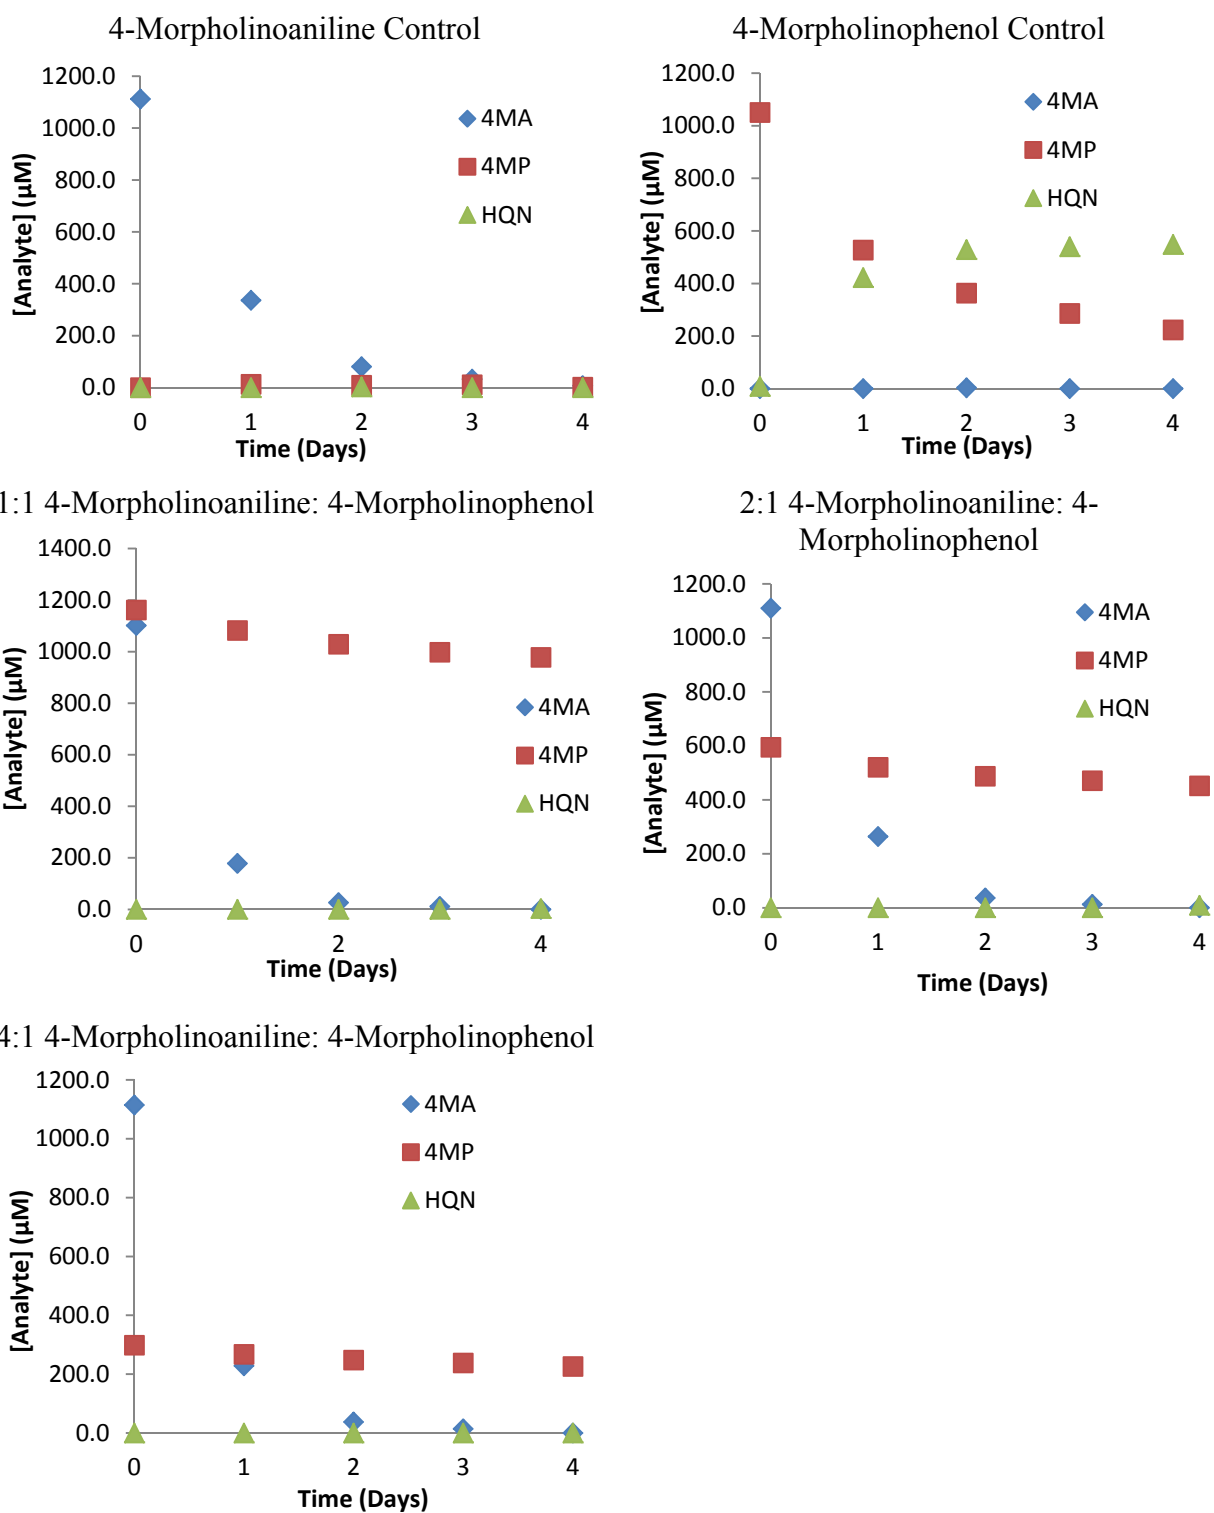 4-Morpholinoaniline Control
1200.0
1000.0
800.0
600.0
400.0
200.0
0.0
[Analyte] (µM)
4MA
4MP
HQN
0 1 2 3 4
Time (Days)
4-Morpholinophenol Control
1200.0
1000.0
800.0
600.0
400.0
200.0
0.0
[Analyte] (µM)
4MA
4MP
HQN
0 1 2 3 4
Time (Days)
1:1 4-Morpholinoaniline: 4-Morpholinophenol
1400.0
1200.0
1000.0
800.0
600.0
400.0
200.0
0.0
[Analyte] (µM)
4MA
4MP
HQN
0 2 4
Time (Days)
2:1 4-Morpholinoaniline: 4-
Morpholinophenol
1200.0
1000.0
800.0
600.0
400.0
200.0
0.0
[Analyte] (µM)
4MA
4MP
HQN
0 1 2 3 4
Time (Days)
4:1 4-Morpholinoaniline: 4-Morpholinophenol
1200.0
1000.0
800.0
600.0
400.0
200.0
0.0
[Analyte] (µM)
4MA
4MP
HQN
0 1 2 3 4
Time (Days)